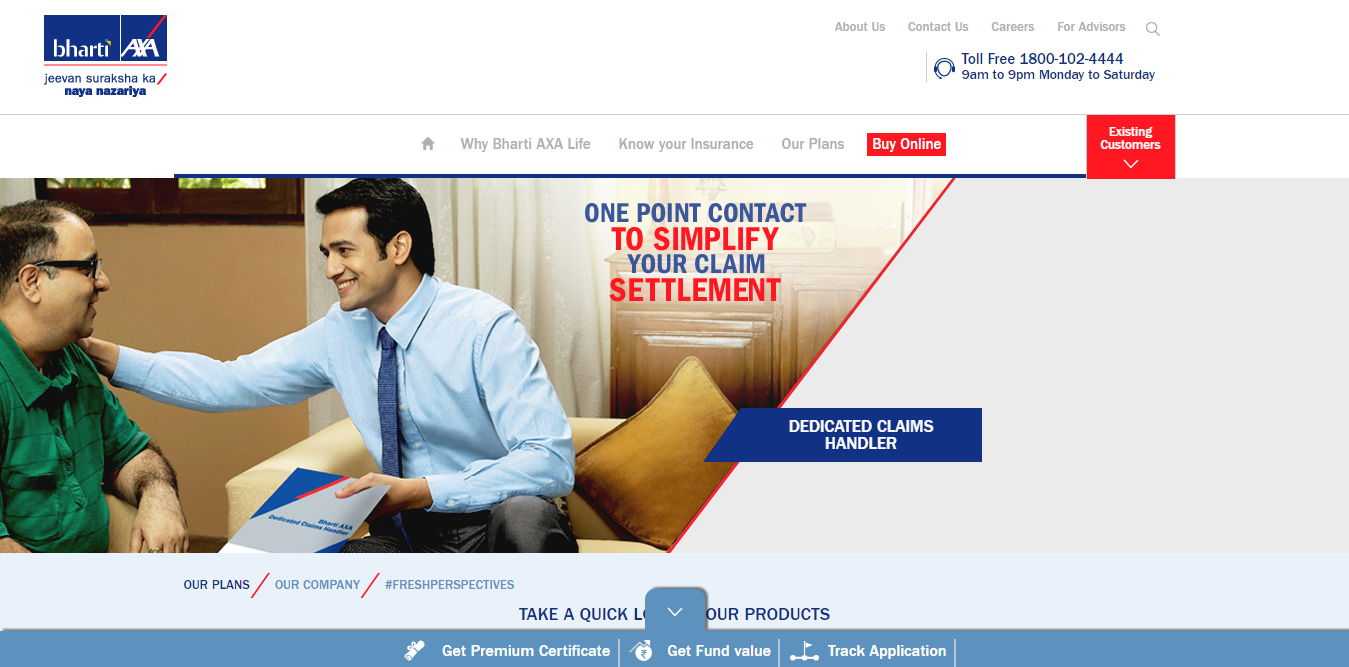 bharti AXA
jeevan suraksha ka
naya nazariya
About Us Contact Us Careers For Advisors
Toll Free 1800-102-4444
9am to 9pm Monday to Saturday
Why Bharti AXA Life Know your Insurance Our Plans Buy Online
Existing
Customers
ONE POINT CONTACT
TO SIMPLIFY
YOUR CLAIM
SETTLEMENT
DEDICATED CLAIMS
HANDLER
Bharti AXA
Dedicated Claims Handler
OUR PLANS OUR COMPANY #FRESHPERSPECTIVES
TAKE A QUICK OUR PRODUCTS
Get Premium Certificate Get Fund value Track Application